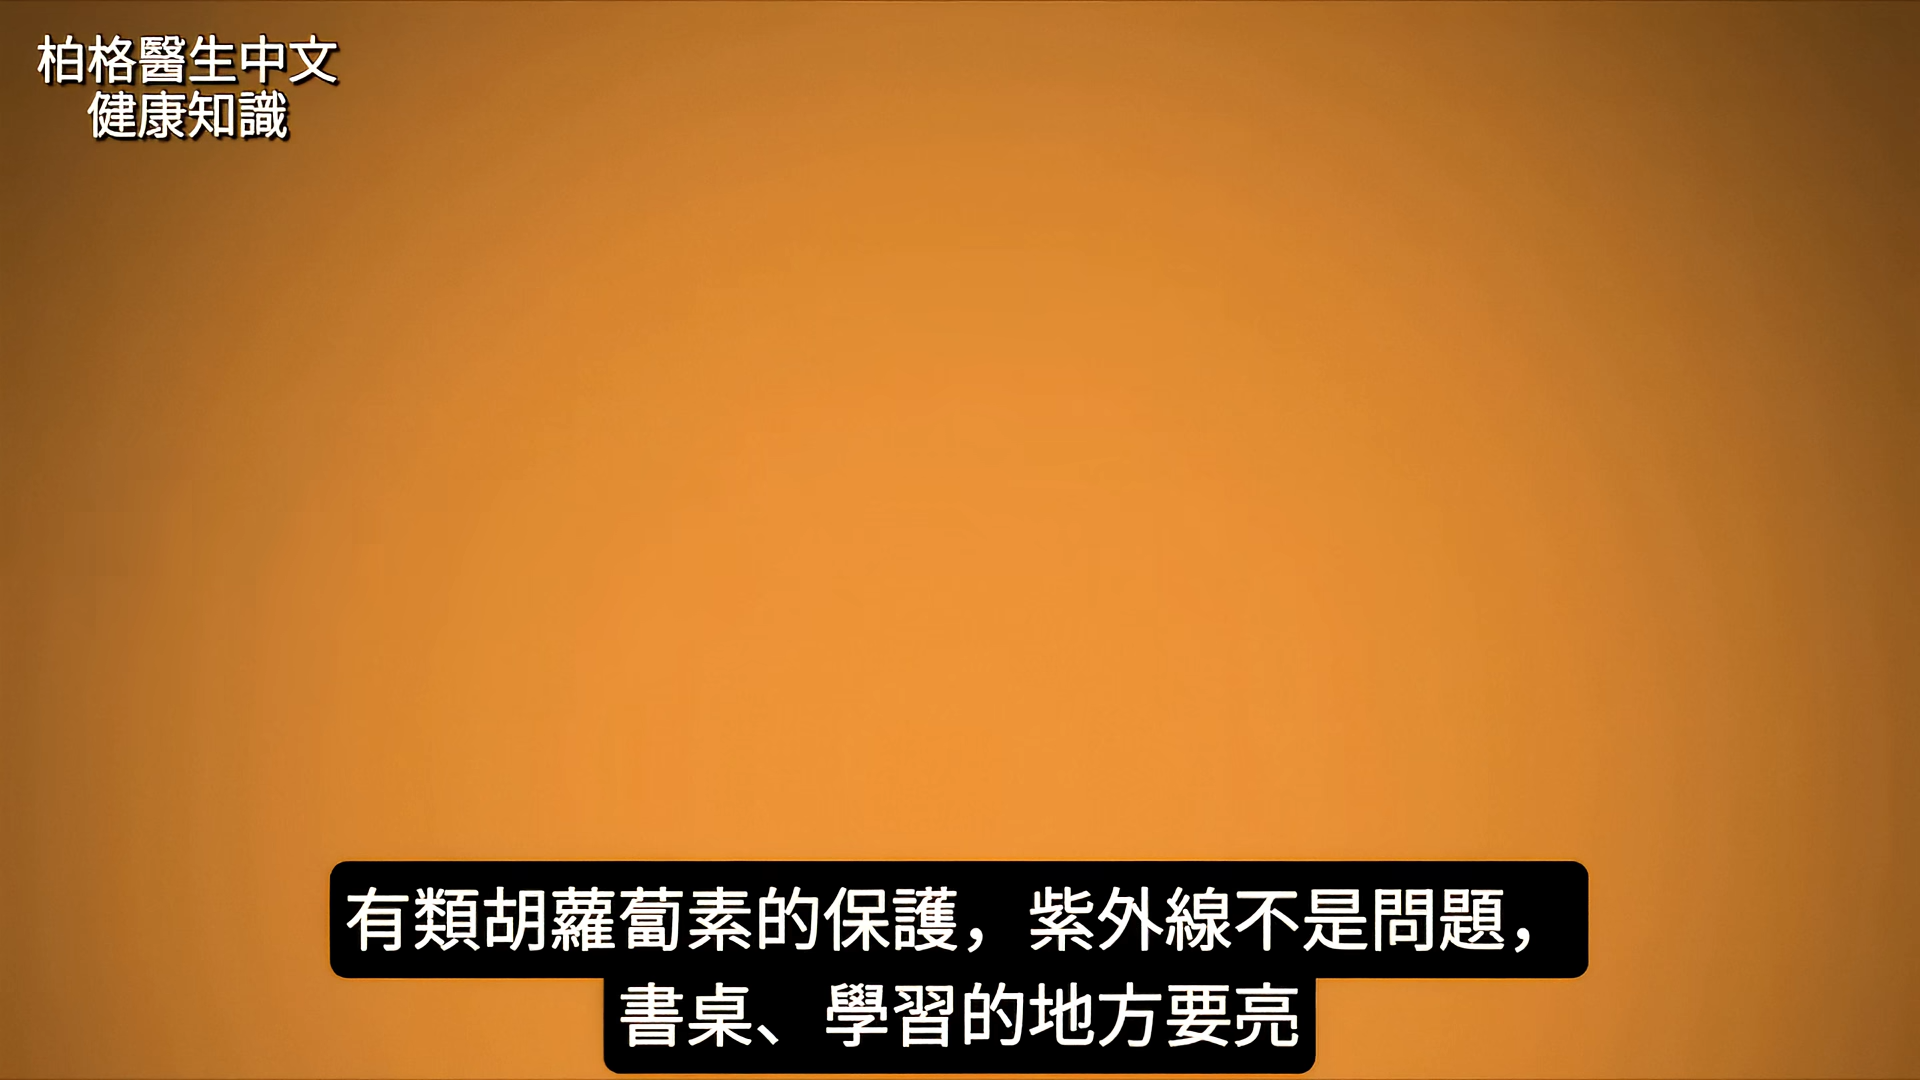 柏格醫生中文
健康知識
有類胡蘿蔔素的保護，紫外線不是問題，
書桌、學習的地方要亮